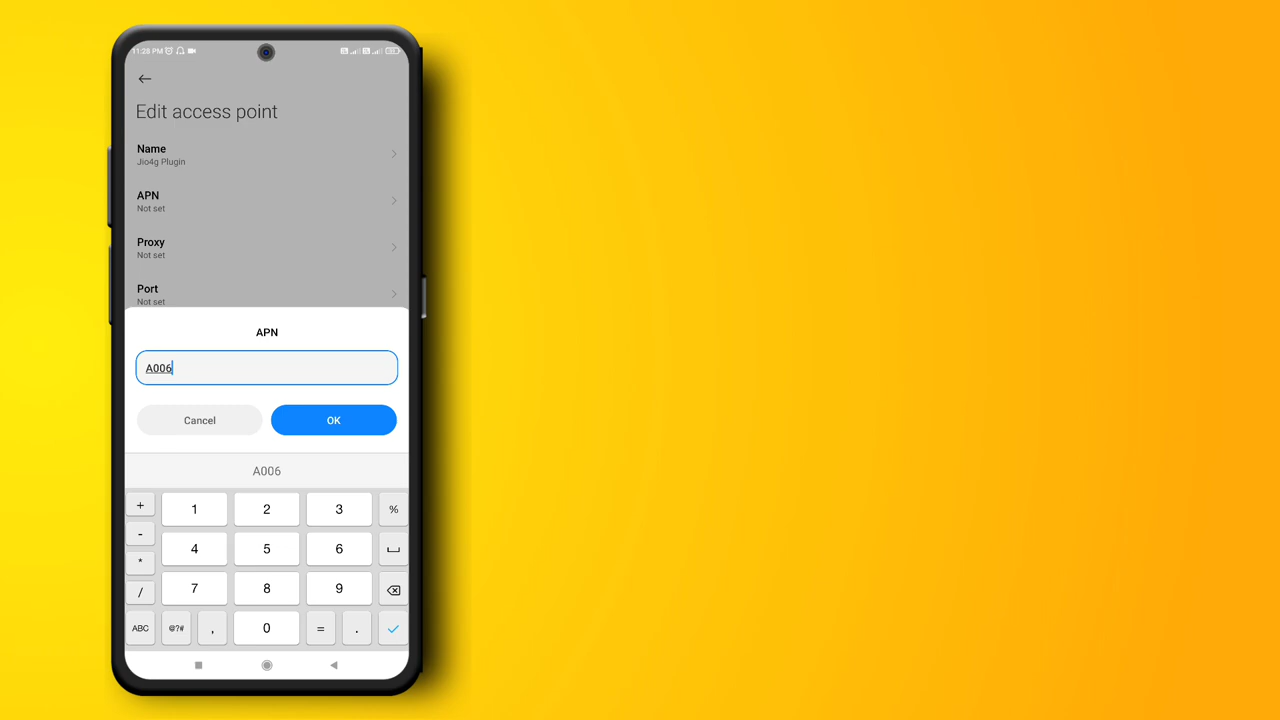 11:28 PM
Edit access point
Name
Jio4g Plugin
APN
Not set
Proxy
Not set
Port
Not set
APN
A006
Cancel
OK
A006
+ 1 2 3 %
- 4 5 6
* 7 8 9
/
ABC @?# , 0 = .